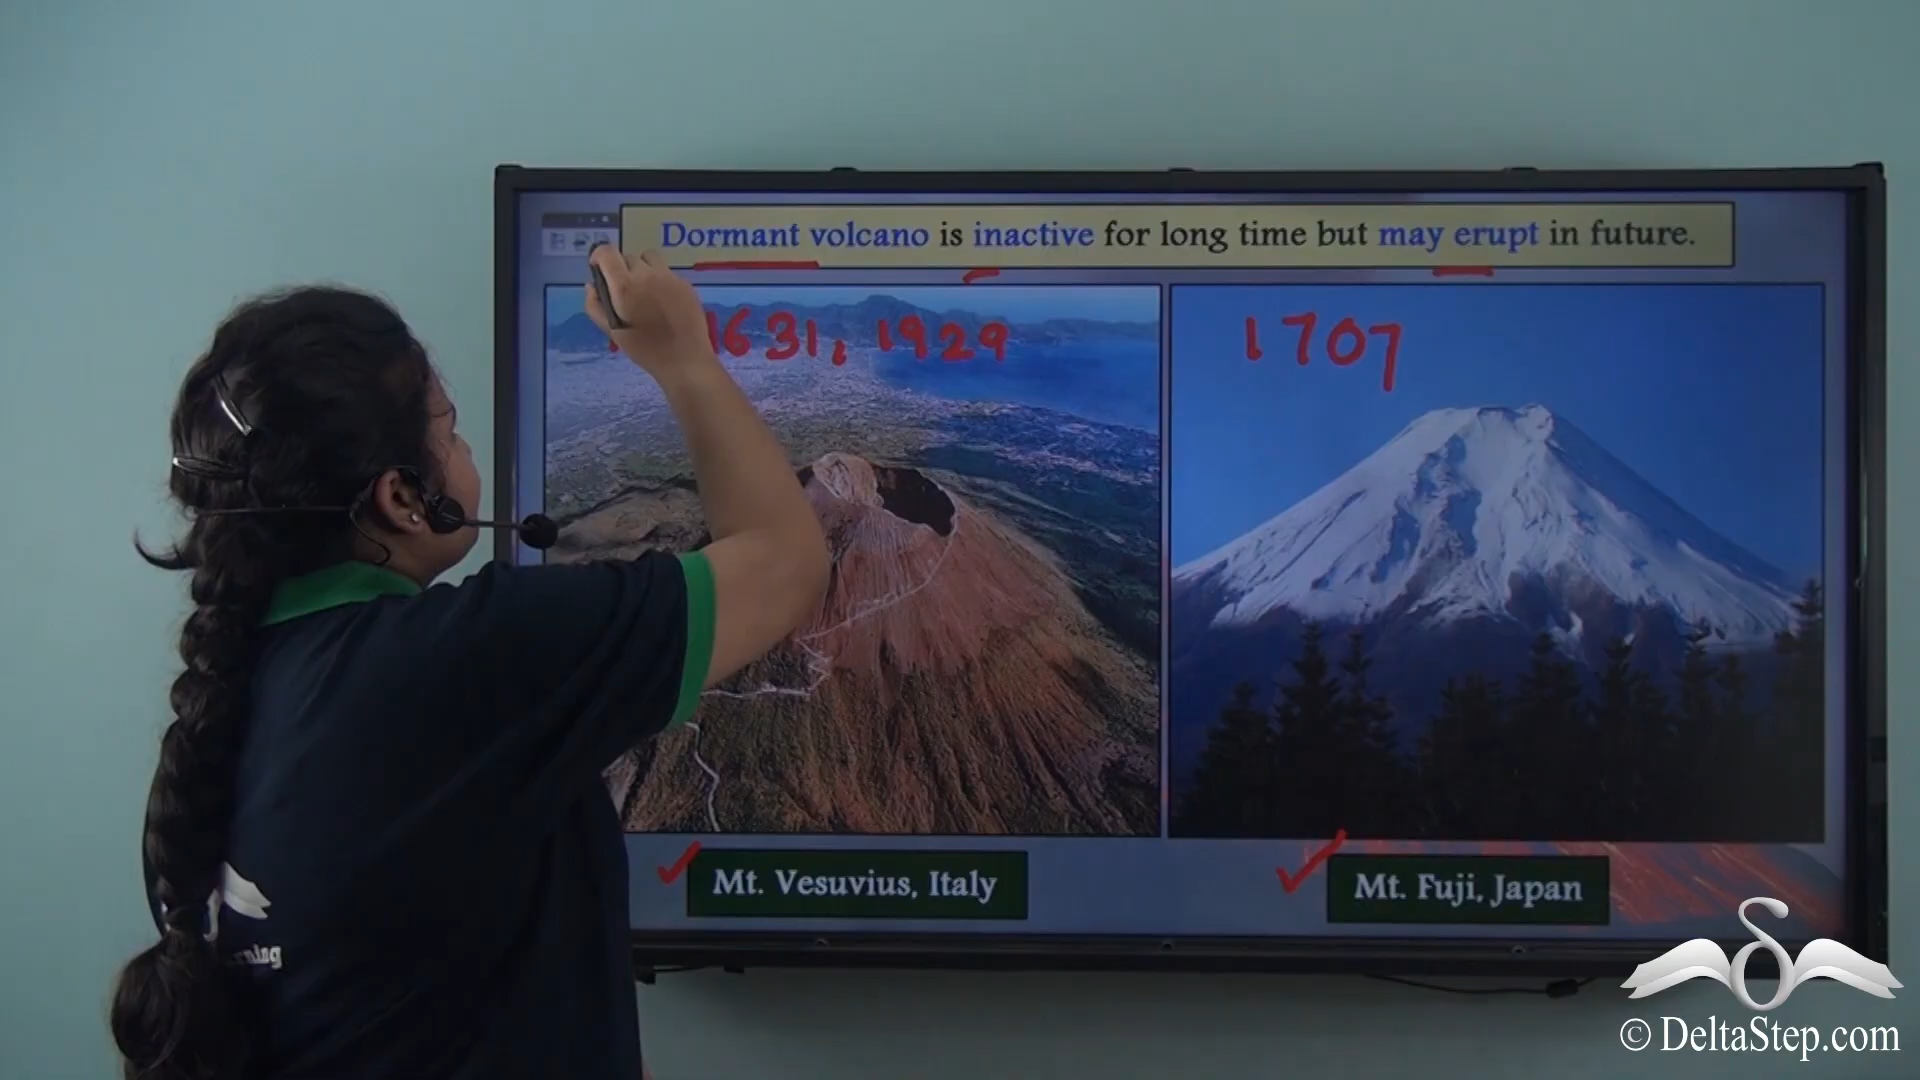 Dormant volcano is inactive for long time but may erupt in future.
1631, 1929
1707
Mt. Vesuvius, Italy
Mt. Fuji, Japan
© DeltaStep.com